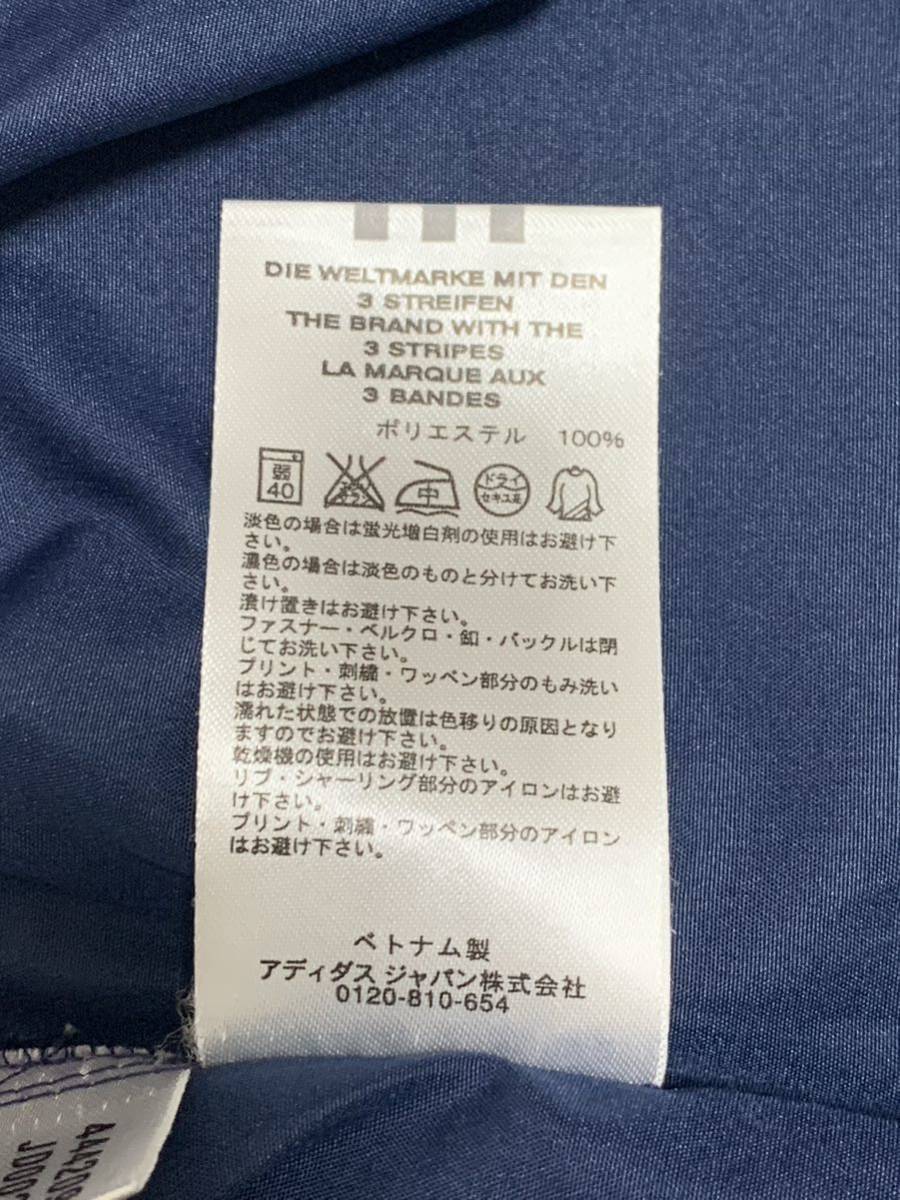 DIE WELTMARKE MIT DEN
3 STREIFEN
THE BRAND WITH THE
3 STRIPES
LA MARQUE AUX
3 BANDES
ポリエステル 100%
弱
40
中
ドライ
セキユ系
淡色の場合は蛍光増白剤の使用はお避け下
さい。
濃色の場合は淡色のものと分けてお洗い下
さい。
漬け置きはお避け下さい。
ファスナー・ベルクロ・釦・バックルは閉
じてお洗い下さい。
プリント・刺繍・ワッペン部分のもみ洗い
はお避け下さい。
濡れた状態での放置は色移りの原因となり
ますのでお避け下さい。
乾燥機の使用はお避け下さい。
リブ・シャーリング部分のアイロンはお避
け下さい。
プリント・刺繍・ワッペン部分のアイロン
はお避け下さい。
ベトナム製
アディダス ジャパン株式会社
0120-810-654